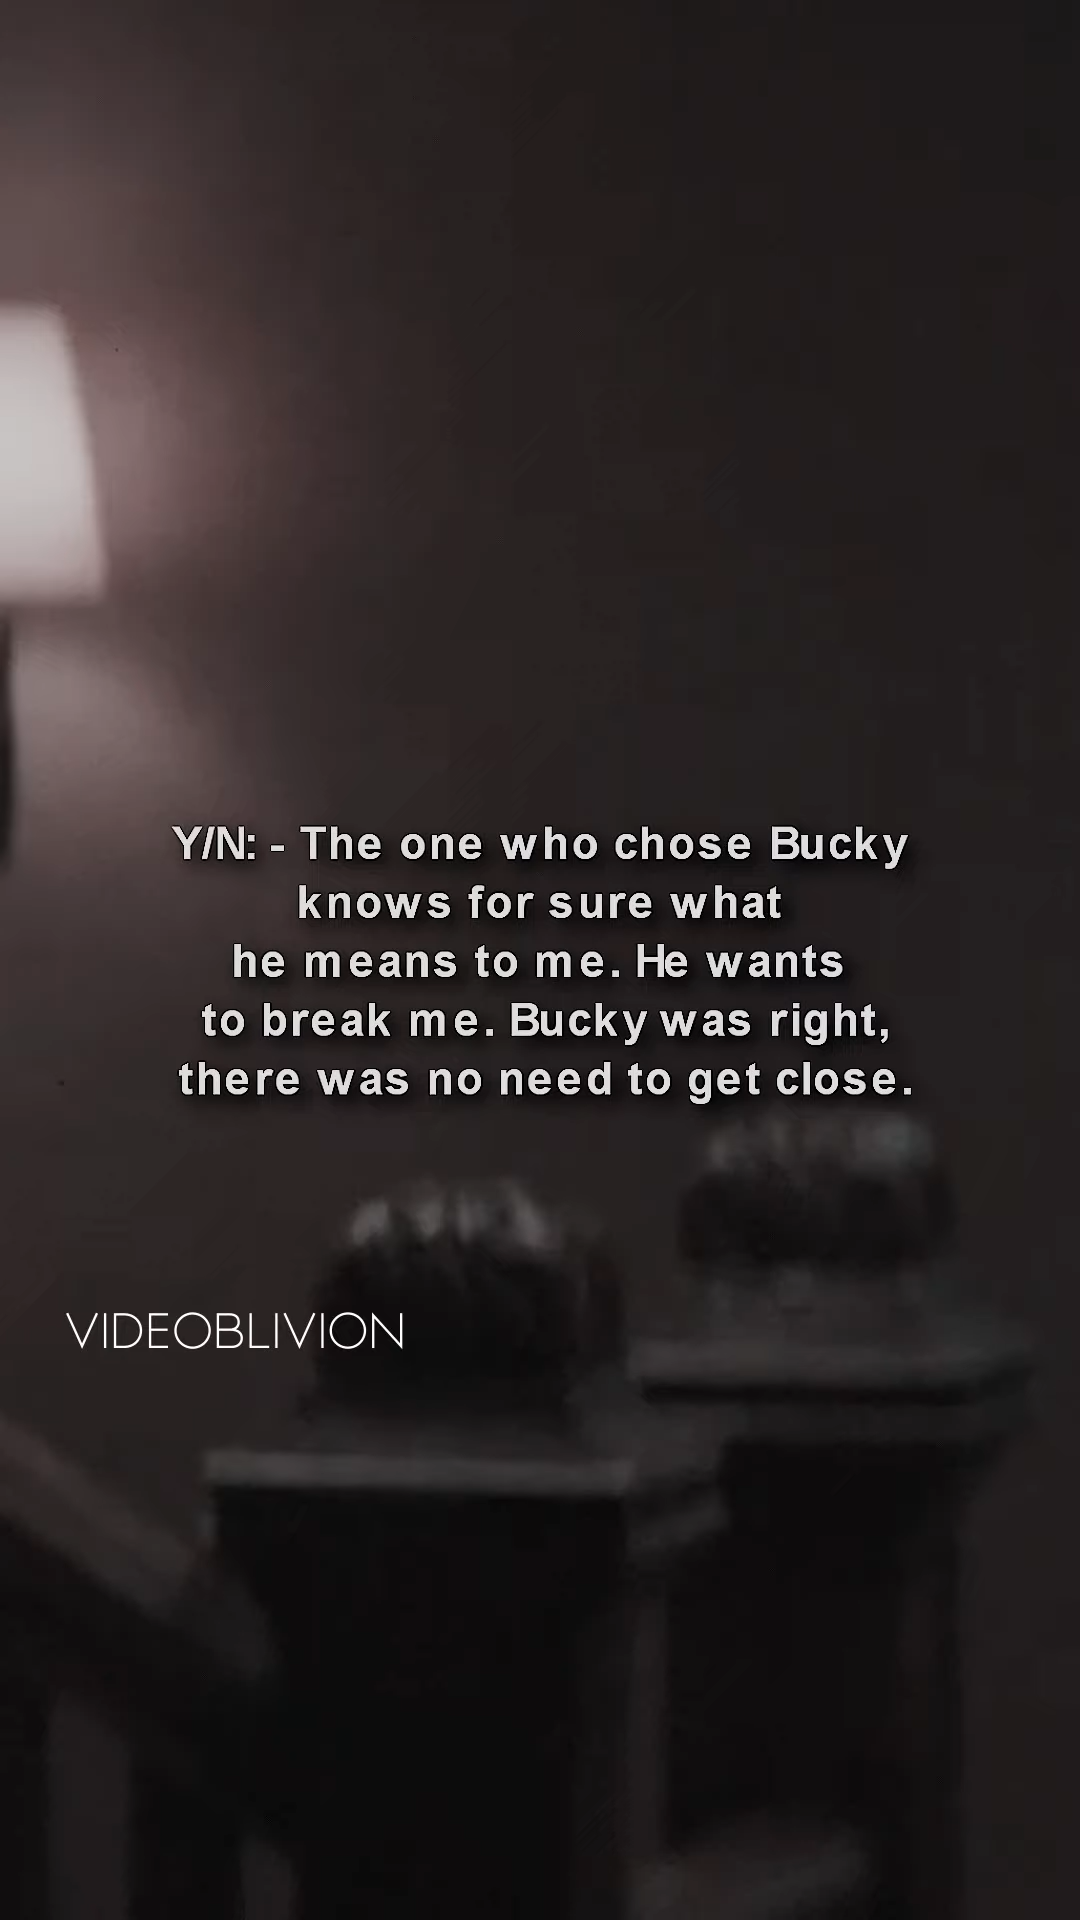 Y/N: - The one who chose Bucky
knows for sure what
he means to me. He wants
to break me. Bucky was right,
there was no need to get close.
VIDEOBLIVION